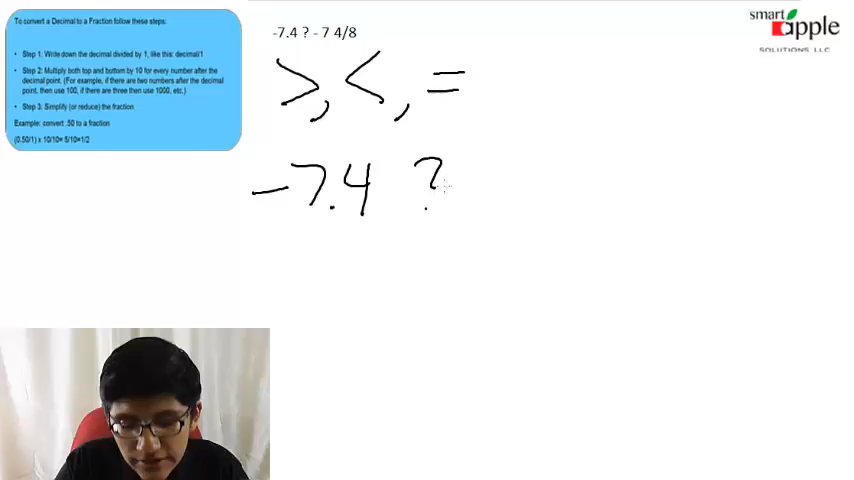 To convert a Decimal to a Fraction follow these steps:
• Step 1: Write down the decimal divided by 1, like this: decimal/1
• Step 2: Multiply both top and bottom by 10 for every number after the
decimal point. (For example, if there are two numbers after the decimal
point, then use 100, if there are three then use 1000, etc.)
• Step 3: Simplify (or reduce) the fraction
Example: convert .50 to a fraction
(0.50/1) x 10/10= 5/10=1/2
-7.4 ? - 7 4/8
>, <, =
-7.4 ?
smart
apple
SOLUTIONS LLC